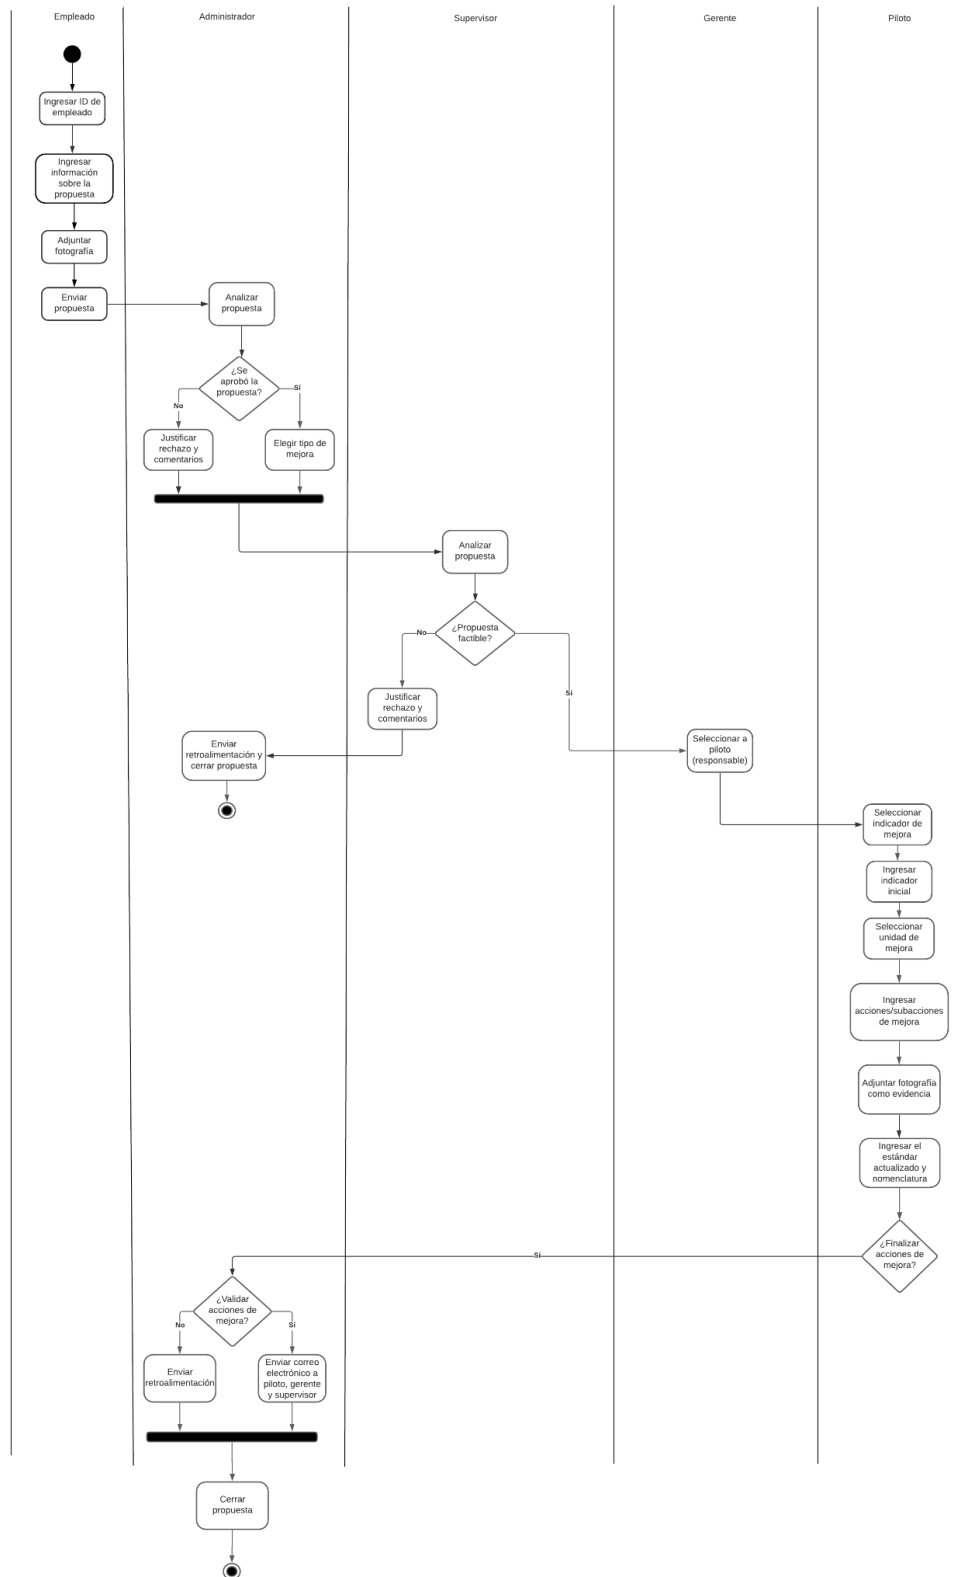 Empleado
Administrador
Supervisor
Gerente
Piloto
Ingresar ID de
empleado
Ingresar
información
sobre la
propuesta
Adjuntar
fotografía
Enviar
propuesta
Analizar
propuesta
¿Se
aprobó la
propuesta?
No
Sí
Justificar
rechazo y
comentarios
Elegir tipo de
mejora
Analizar
propuesta
¿Propuesta
factible?
No
Sí
Justificar
rechazo y
comentarios
Enviar
retroalimentación y
cerrar propuesta
Seleccionar a
piloto
(responsable)
Seleccionar
indicador de
mejora
Ingresar
indicador
inicial
Seleccionar
unidad de
mejora
Ingresar
acciones/subacciones
de mejora
Adjuntar fotografía
como evidencia
Ingresar el
estándar
actualizado y
nomenclatura
¿Finalizar
acciones de
mejora?
Sí
¿Validar
acciones de
mejora?
No
Sí
Enviar
retroalimentación
Enviar correo
electrónico a
piloto, gerente
y supervisor
Cerrar
propuesta